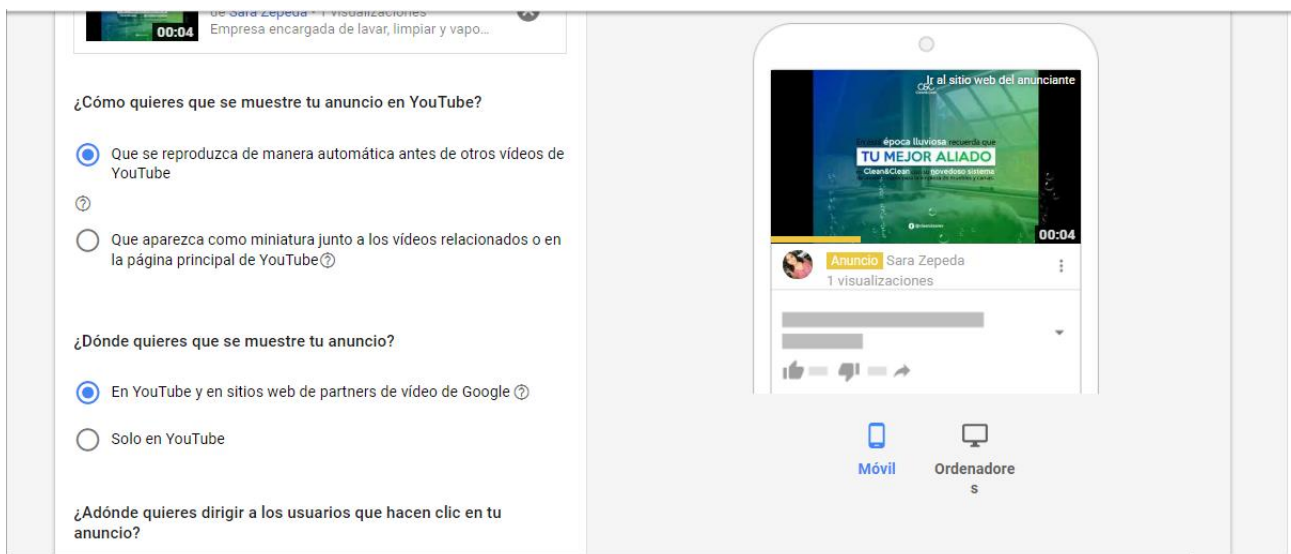 de Sara Zepeda - 1 visualizaciones
Empresa encargada de lavar, limpiar y vapo...
00:04
¿Cómo quieres que se muestre tu anuncio en YouTube?
Que se reproduzca de manera automática antes de otros vídeos de
YouTube
Que aparezca como miniatura junto a los vídeos relacionados o en
la página principal de YouTube
¿Dónde quieres que se muestre tu anuncio?
En YouTube y en sitios web de partners de vídeo de Google
Solo en YouTube
¿Adónde quieres dirigir a los usuarios que hacen clic en tu
anuncio?
Ir al sitio web del anunciante
época lluviosa recuerda que
TU MEJOR ALIADO
Clean&Clean novedoso sistema
00:04
Anuncio Sara Zepeda
1 visualizaciones
Móvil
Ordenadore
s